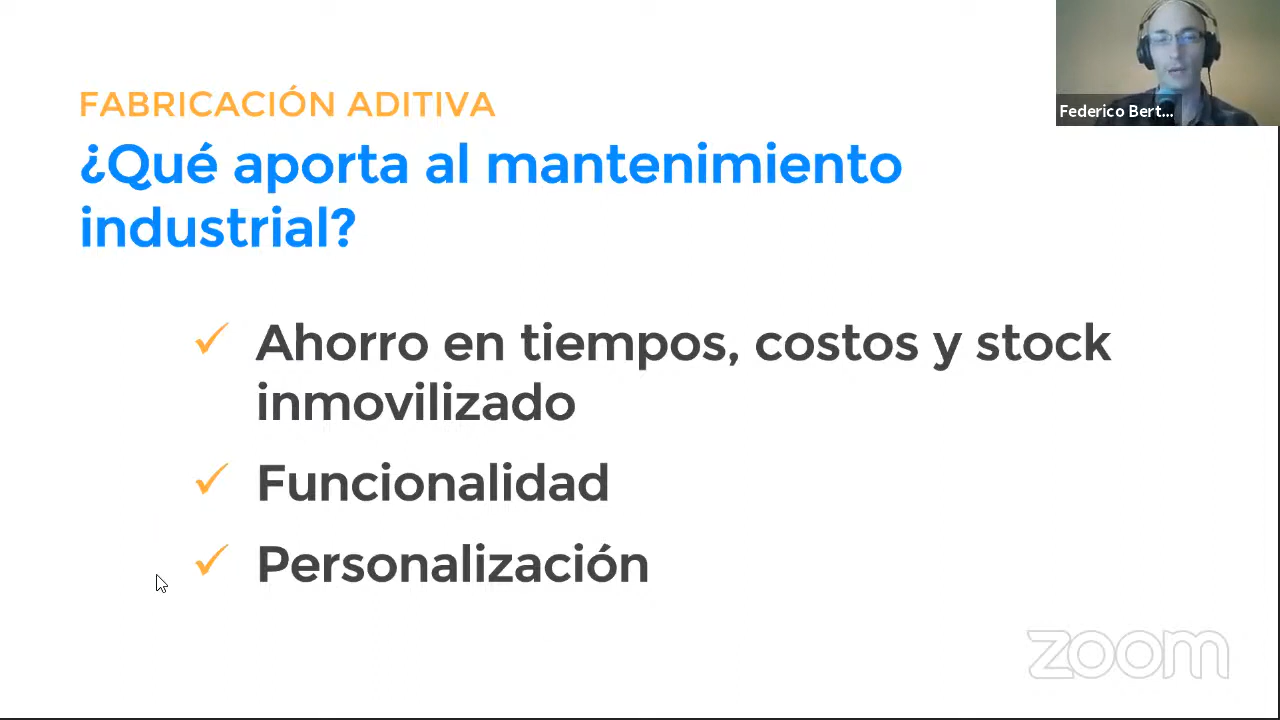 FABRICACIÓN ADITIVA
¿Qué aporta al mantenimiento
industrial?
Ahorro en tiempos, costos y stock
inmovilizado
Funcionalidad
Personalización
Federico Bert...
zoom